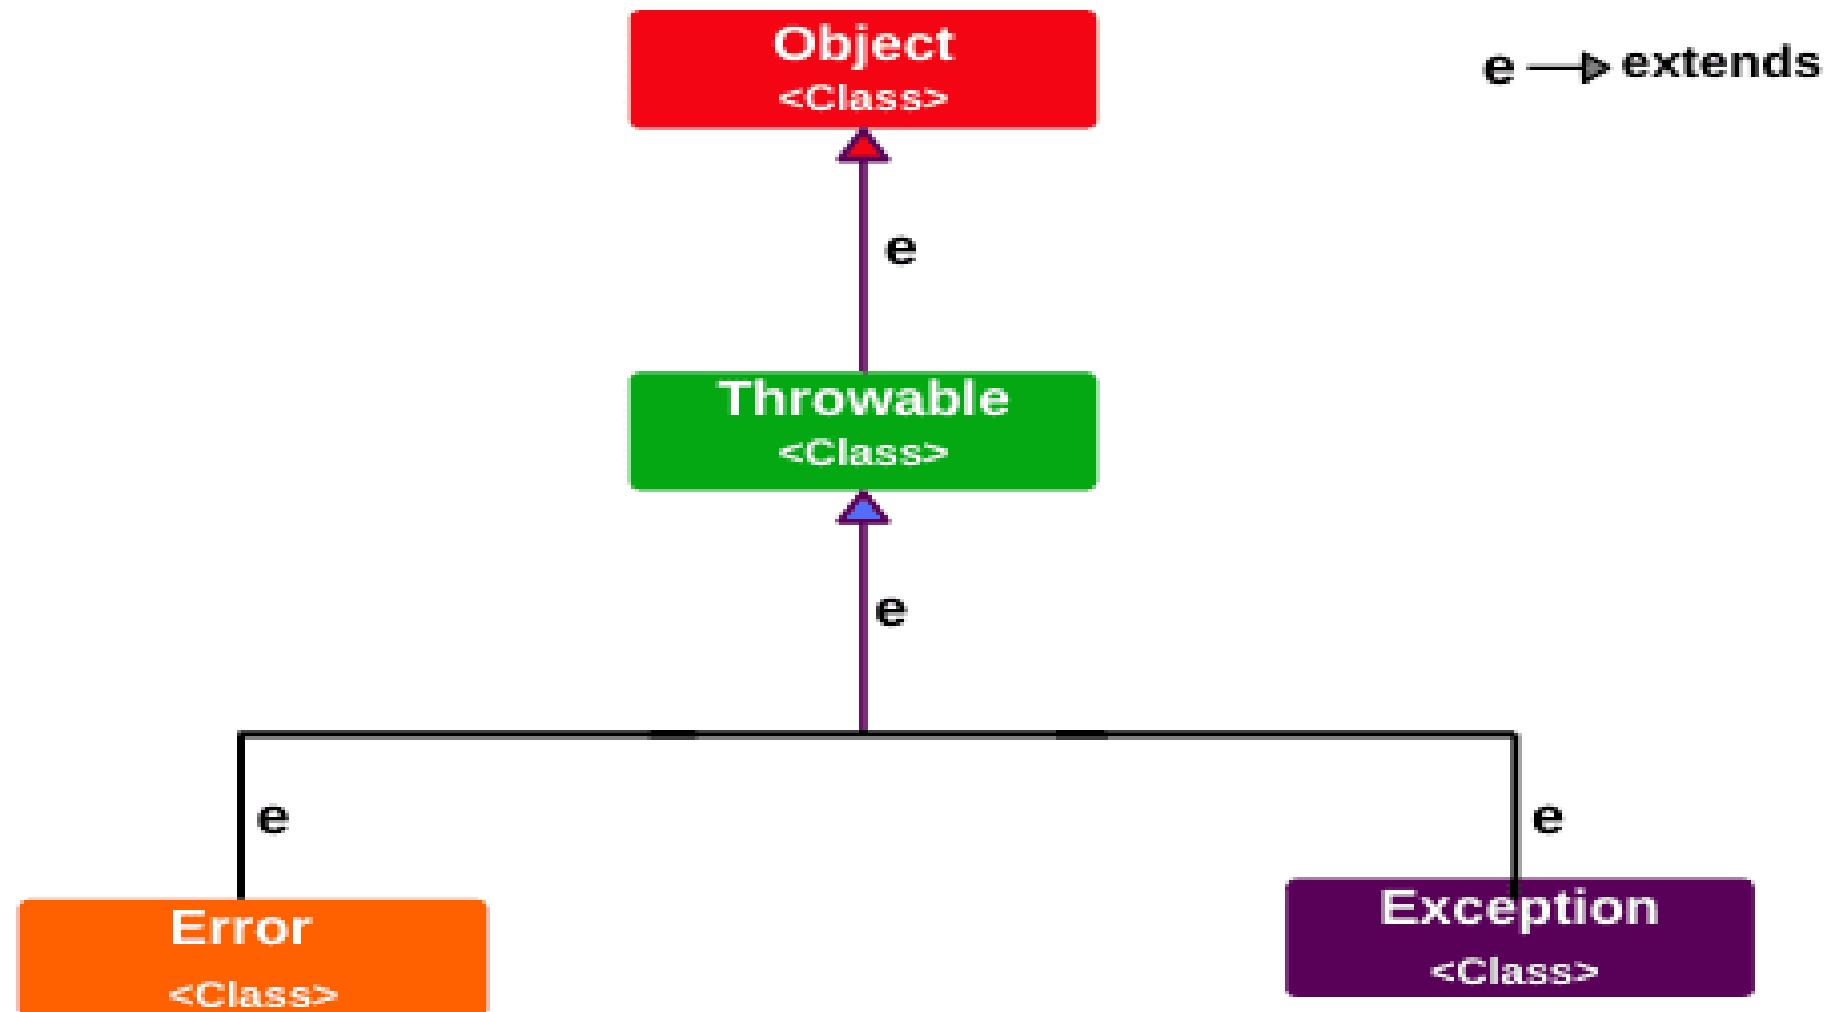 Object
<Class>
e extends
e
Throwable
<Class>
e
e
e
Error
<Class>
Exception
<Class>